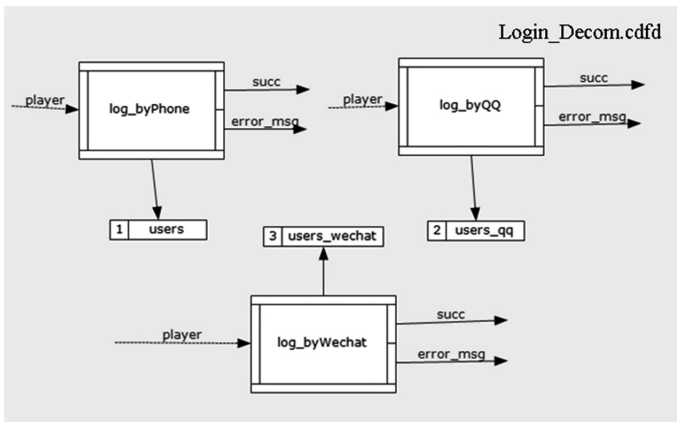 Login_Decom.cdfd
player
log_byPhone
succ
error_msg
1 users
player
log_byQQ
succ
error_msg
2 users_qq
3 users_wechat
player
log_byWechat
succ
error_msg